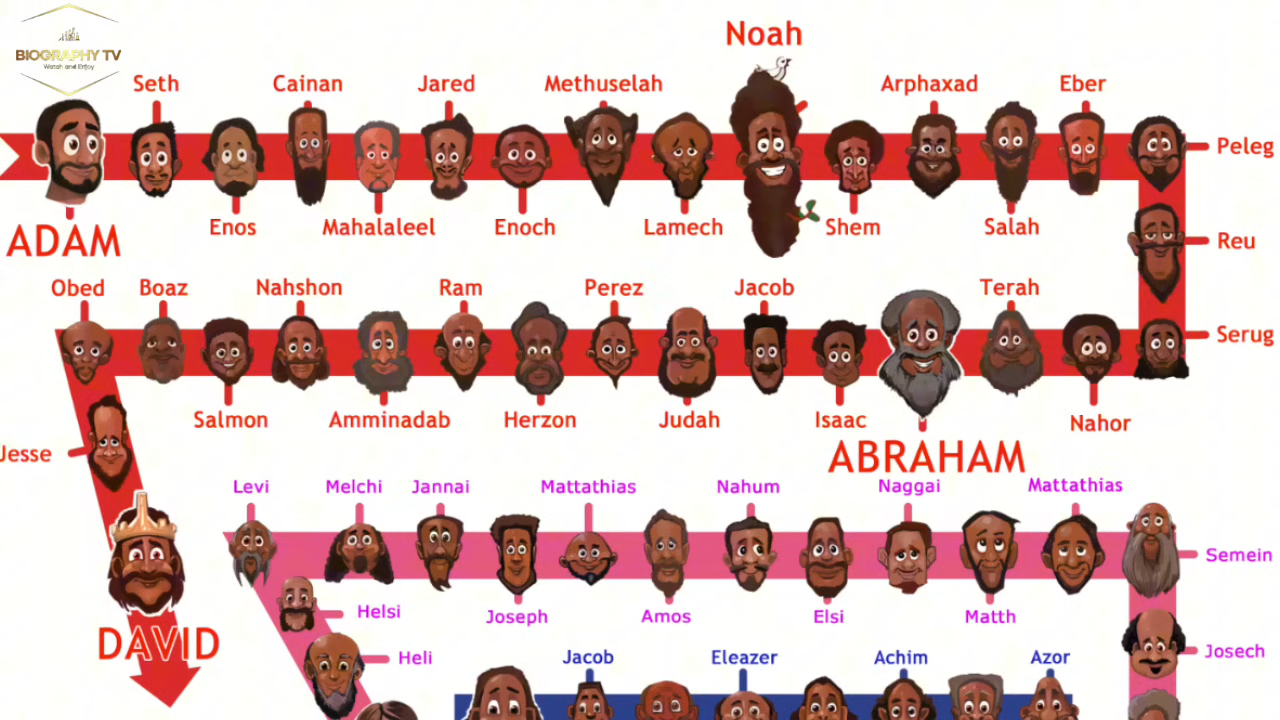 BIOGRAPHY TV
Watch and Enjoy
Noah
Seth
Cainan
Jared
Methuselah
Arphaxad
Eber
Peleg
ADAM
Enos
Mahalaleel
Enoch
Lamech
Shem
Salah
Reu
Obed
Boaz
Nahshon
Ram
Perez
Jacob
Terah
Serug
Salmon
Amminadab
Herzon
Judah
Isaac
Nahor
ABRAHAM
Jesse
Levi
Melchi
Jannai
Mattathias
Nahum
Naggai
Mattathias
Semein
Helsi
Joseph
Amos
Elsi
Matth
DAVID
Heli
Josech
Jacob
Eleazer
Achim
Azor